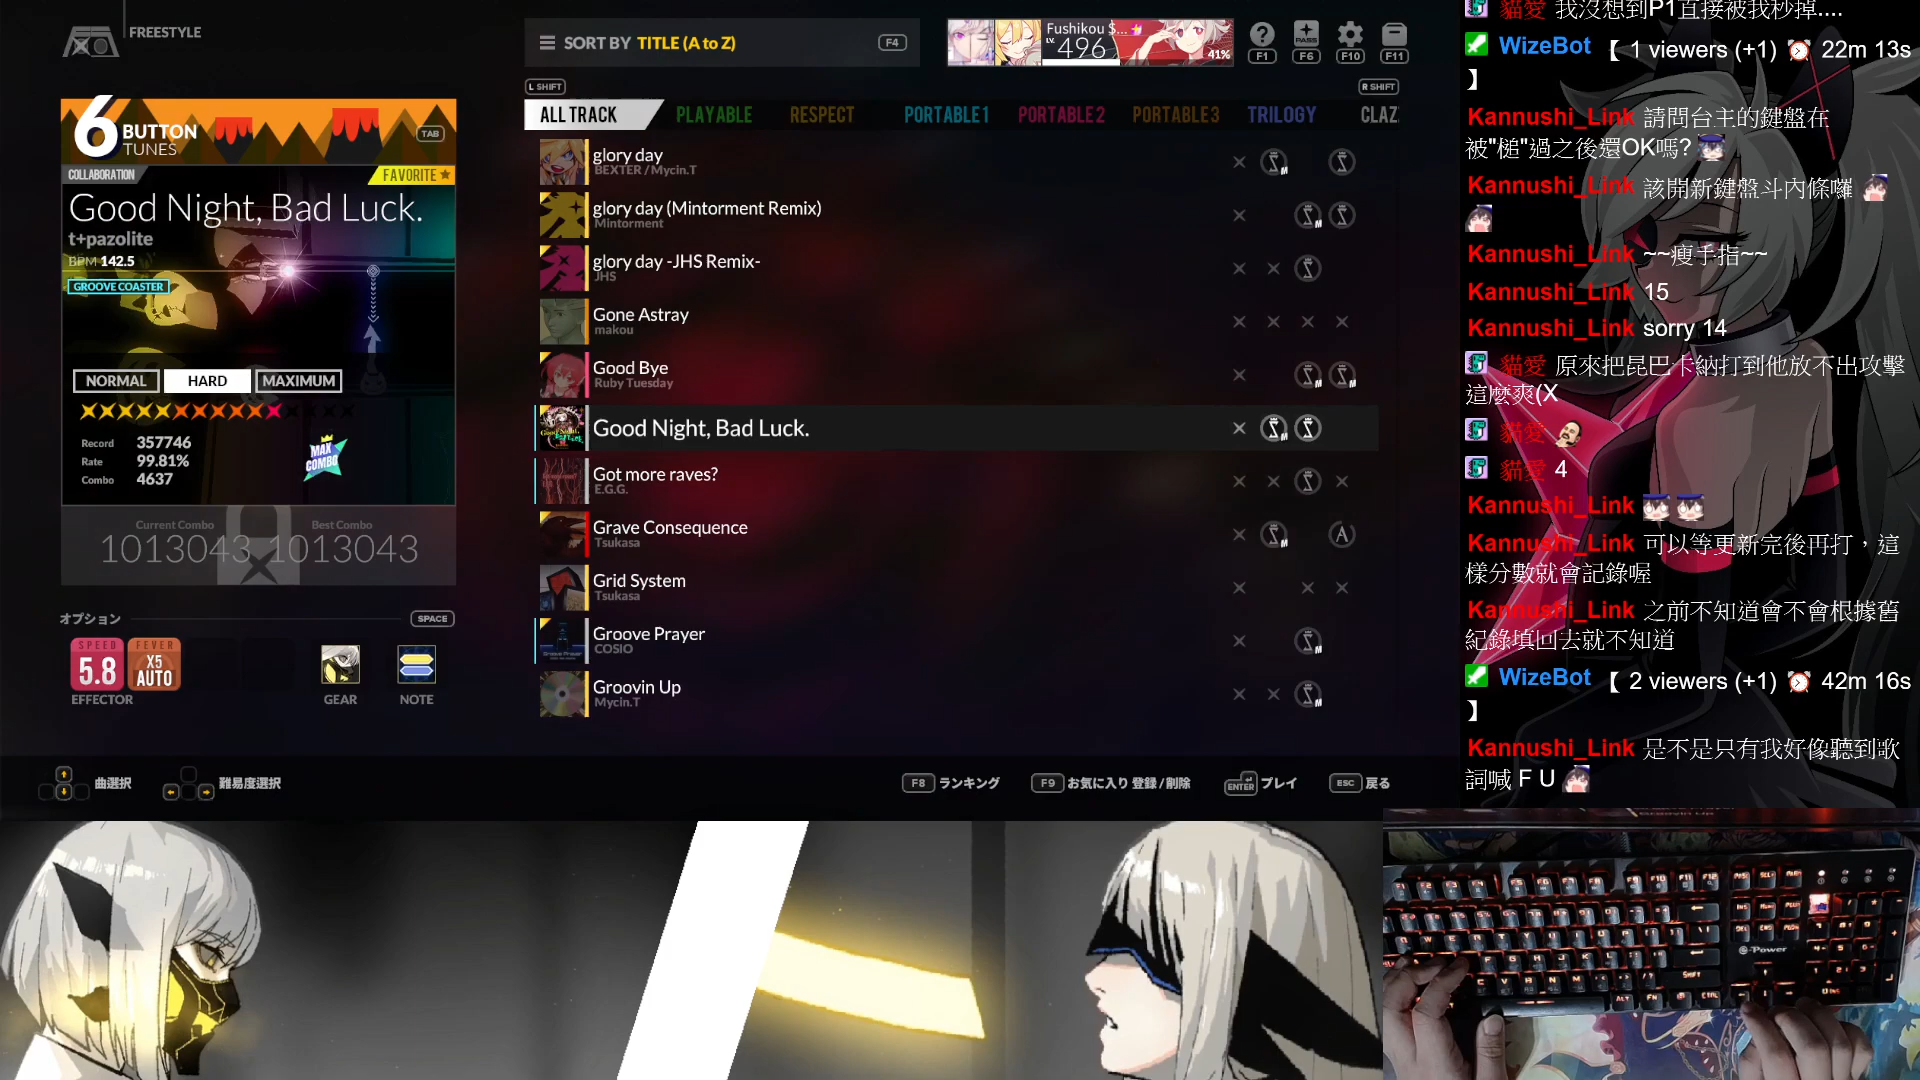 FREESTYLE
SORT BY TITLE (A to Z)
F4
Fushikou $...
LV. 496
41%
PASS
F1
F6
F10
F11
L SHIFT
R SHIFT
ALL TRACK
PLAYABLE
RESPECT
PORTABLE1
PORTABLE2
PORTABLE3
TRILOGY
CLAZ
6 BUTTON TUNES
TAB
COLLABORATION
FAVORITE ★
Good Night, Bad Luck.
t+pazolite
BPM 142.5
GROOVE COASTER
NORMAL
HARD
MAXIMUM
Record 357746
Rate 99.81%
Combo 4637
MAX COMBO
Current Combo
Best Combo
1013043
1013043
オプション
SPACE
SPEED 5.8
FEVER X5 AUTO
EFFECTOR
GEAR
NOTE
glory day
BEXTER / Mycin.T
glory day (Mintorment Remix)
Mintorment
glory day -JHS Remix-
JHS
Gone Astray
makou
Good Bye
Ruby Tuesday
Good Night, Bad Luck.
Got more raves?
E.G.G.
Grave Consequence
Tsukasa
Grid System
Tsukasa
Groove Prayer
COSIO
Groovin Up
Mycin.T
曲選択
難易度選択
F8 ランキング
F9 お気に入り 登録 / 削除
ENTER プレイ
ESC 戻る
貓愛 我沒想到P1直接被我秒掉....
WizeBot 【 1 viewers (+1) ⏰ 22m 13s
】
Kannushi_Link 請問台主的鍵盤在
被"槌"過之後還OK嗎?
Kannushi_Link 該開新鍵盤斗內條囉
Kannushi_Link ~~瘦手指~~
Kannushi_Link 15
Kannushi_Link sorry 14
貓愛 原來把昆巴卡納打到他放不出攻擊
這麼爽(X
貓愛
貓愛 4
Kannushi_Link
Kannushi_Link 可以等更新完後再打，這
樣分數就會記錄喔
Kannushi_Link 之前不知道會不會根據舊
紀錄填回去就不知道
WizeBot 【 2 viewers (+1) ⏰ 42m 16s
】
Kannushi_Link 是不是只有我好像聽到歌
詞喊 F U
e-Power